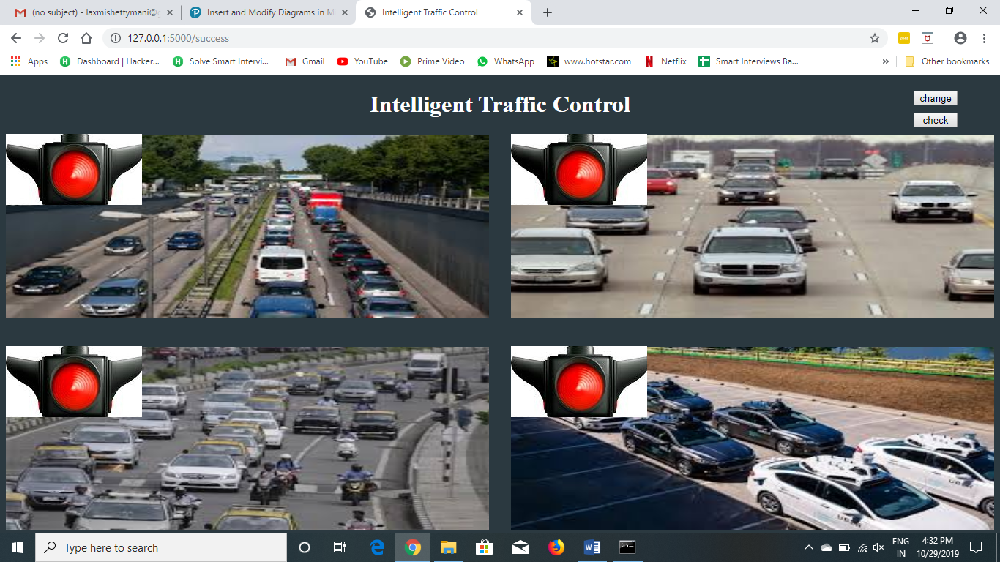 (no subject) - laxmishettymani@g
Insert and Modify Diagrams in M
Intelligent Traffic Control
127.0.0.1:5000/success
Apps
Dashboard | Hacker...
Solve Smart Intervi...
Gmail
YouTube
Prime Video
WhatsApp
www.hotstar.com
Netflix
Smart Interviews Ba...
»
Other bookmarks
Intelligent Traffic Control
change
check
UBER
UBER
Type here to search
ENG
IN
4:32 PM
10/29/2019